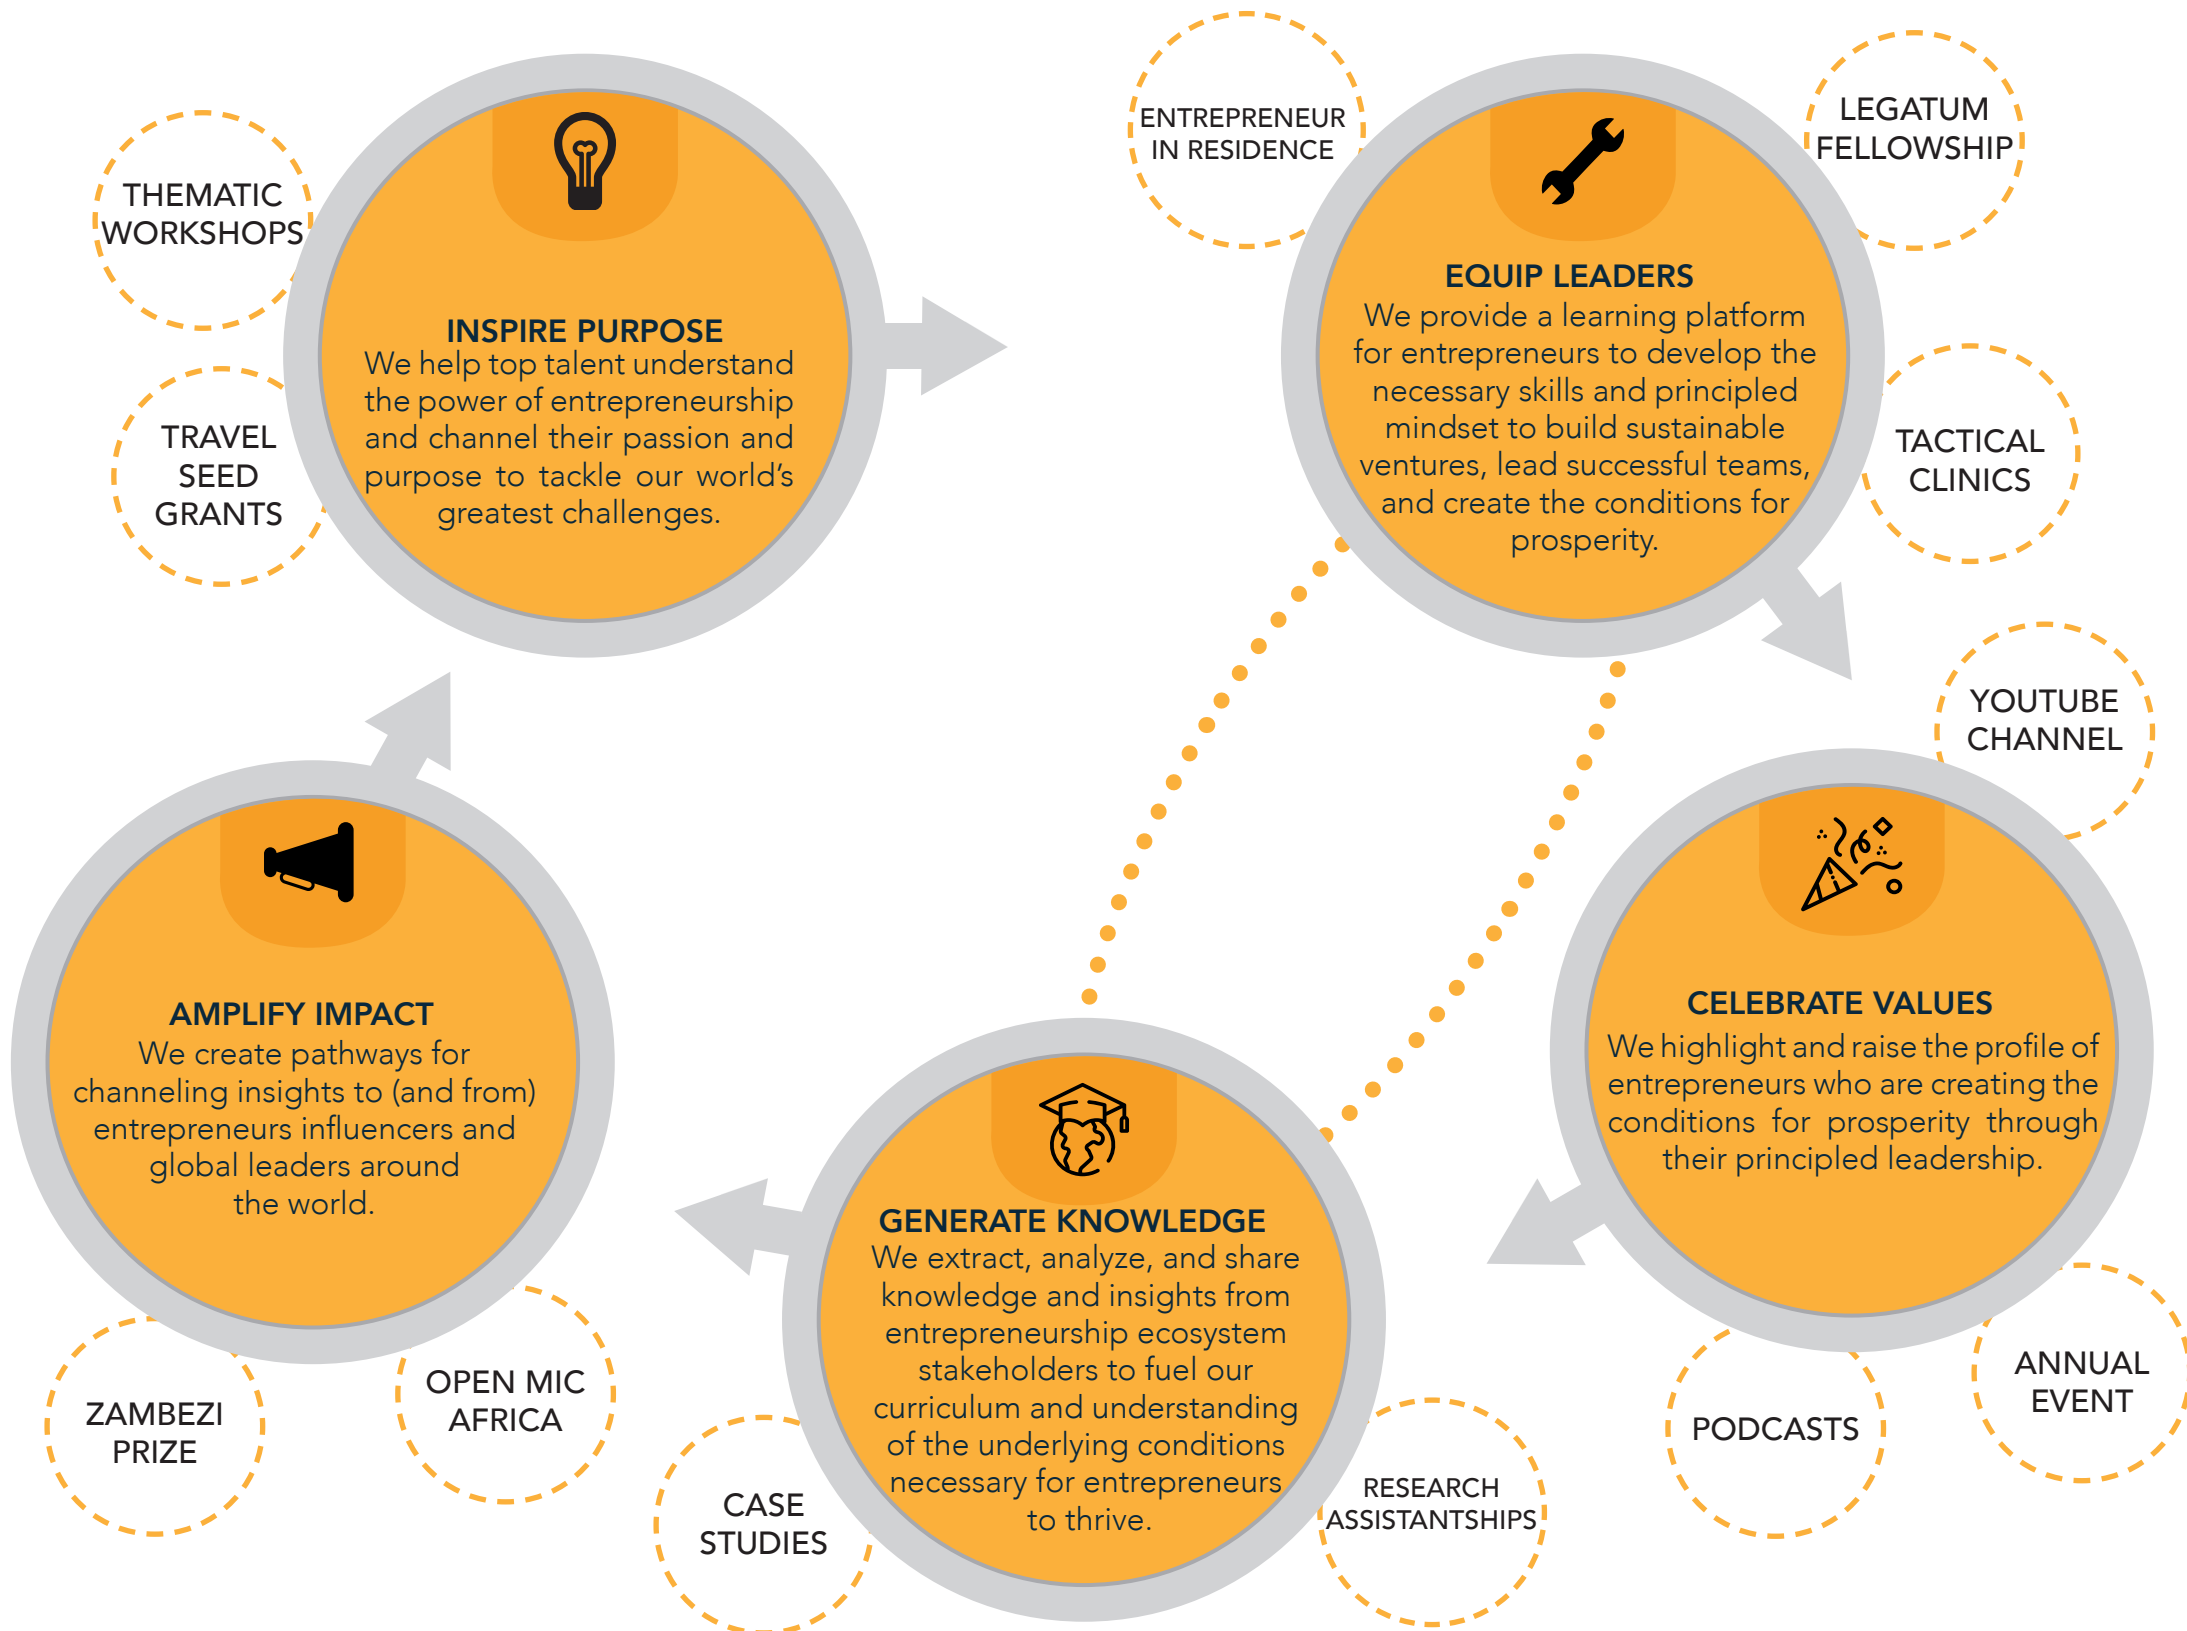 THEMATIC
WORKSHOPS
TRAVEL
SEED
GRANTS
INSPIRE PURPOSE
We help top talent understand
the power of entrepreneurship
and channel their passion and
purpose to tackle our world's
greatest challenges.
ENTREPRENEUR
IN RESIDENCE
LEGATUM
FELLOWSHIP
TACTICAL
CLINICS
EQUIP LEADERS
We provide a learning platform
for entrepreneurs to develop the
necessary skills and principled
mindset to build sustainable
ventures, lead successful teams,
and create the conditions for
prosperity.
YOUTUBE
CHANNEL
CELEBRATE VALUES
We highlight and raise the profile of
entrepreneurs who are creating the
conditions for prosperity through
their principled leadership.
ANNUAL
EVENT
PODCASTS
GENERATE KNOWLEDGE
We extract, analyze, and share
knowledge and insights from
entrepreneurship ecosystem
stakeholders to fuel our
curriculum and understanding
of the underlying conditions
necessary for entrepreneurs
to thrive.
RESEARCH
ASSISTANTSHIPS
CASE
STUDIES
AMPLIFY IMPACT
We create pathways for
channeling insights to (and from)
entrepreneurs influencers and
global leaders around
the world.
OPEN MIC
AFRICA
ZAMBEZI
PRIZE